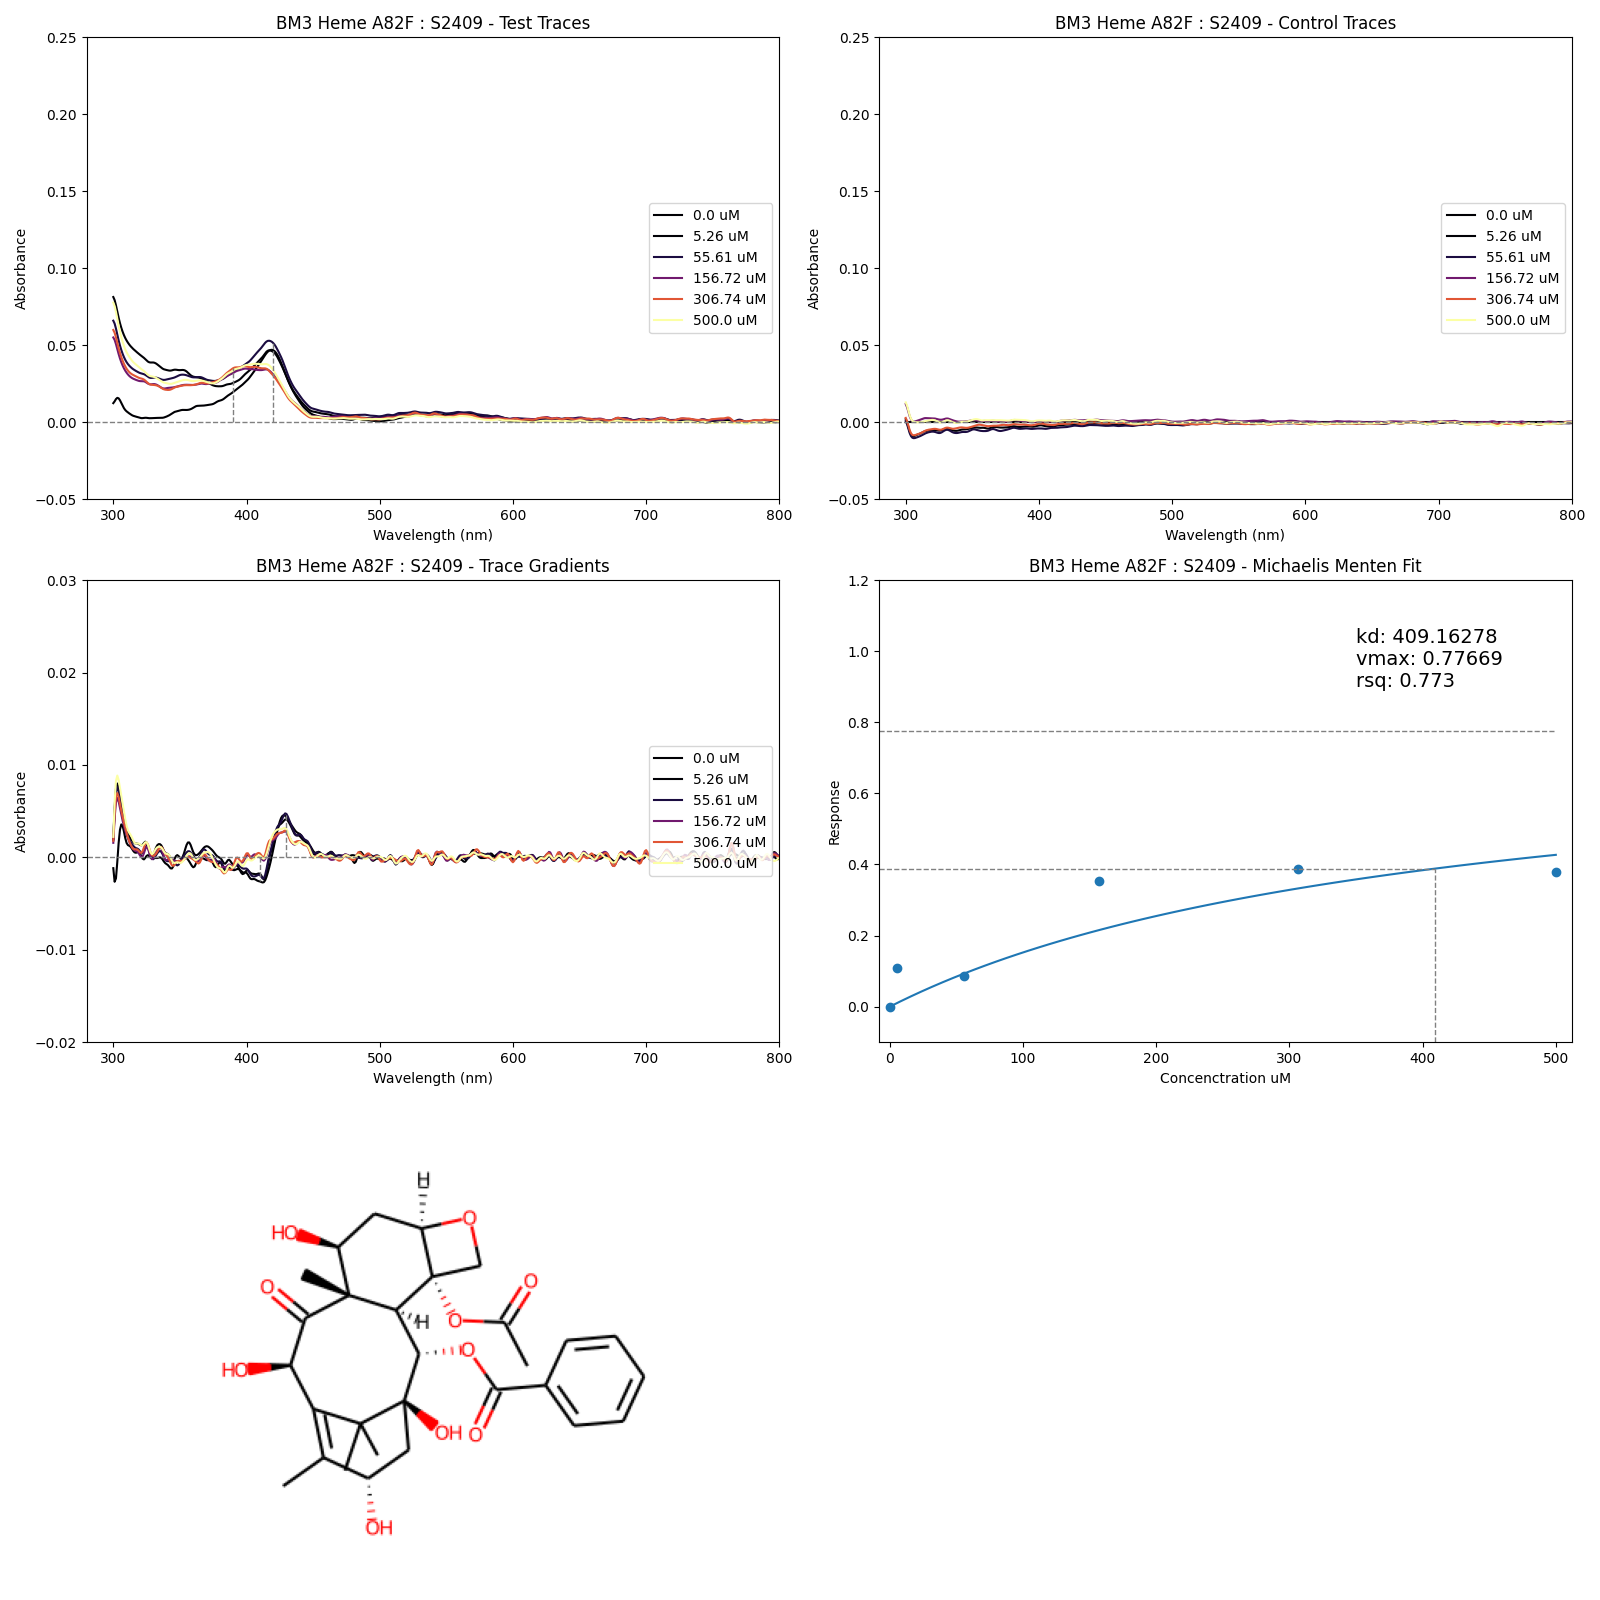 BM3 Heme A82F : S2409 - Test Traces
Absorbance
0.25
0.20
0.15
0.10
0.05
0.00
−0.05
300 400 500 600 700 800
Wavelength (nm)
0.0 uM
5.26 uM
55.61 uM
156.72 uM
306.74 uM
500.0 uM
BM3 Heme A82F : S2409 - Control Traces
Absorbance
0.25
0.20
0.15
0.10
0.05
0.00
−0.05
300 400 500 600 700 800
Wavelength (nm)
0.0 uM
5.26 uM
55.61 uM
156.72 uM
306.74 uM
500.0 uM
BM3 Heme A82F : S2409 - Trace Gradients
Absorbance
0.03
0.02
0.01
0.00
−0.01
−0.02
300 400 500 600 700 800
Wavelength (nm)
0.0 uM
5.26 uM
55.61 uM
156.72 uM
306.74 uM
500.0 uM
BM3 Heme A82F : S2409 - Michaelis Menten Fit
Response
1.2
1.0
0.8
0.6
0.4
0.2
0.0
0 100 200 300 400 500
Concenctration uM
kd: 409.16278
vmax: 0.77669
rsq: 0.773
H
HO
O
O
O
H
O
O
HO
OH
O
OH